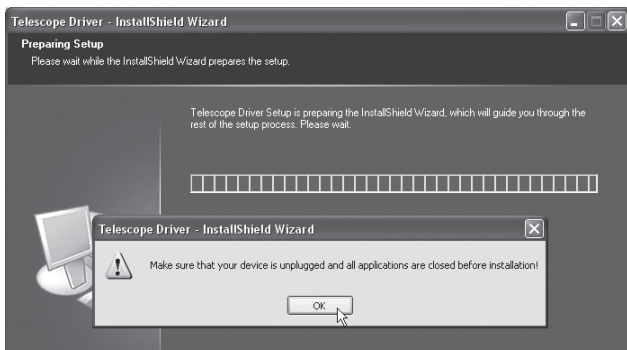 Telescope Driver - InstallShield Wizard
Preparing Setup
Please wait while the InstallShield Wizard prepares the setup.
Telescope Driver Setup is preparing the InstallShield Wizard, which will guide you through the
rest of the setup process. Please wait.
Telescope Driver - InstallShield Wizard
Make sure that your device is unplugged and all applications are closed before installation!
OK